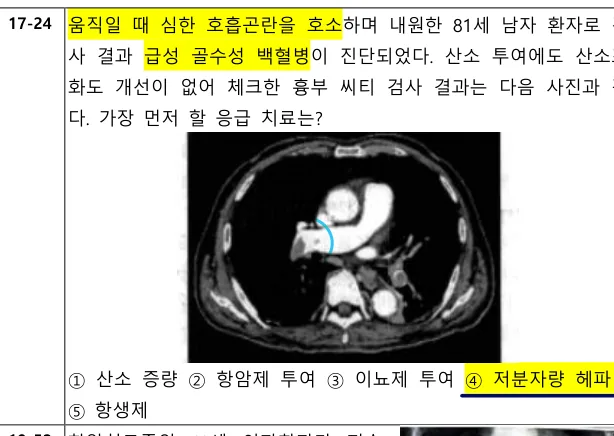 17-24
움직일 때 심한 호흡곤란을 호소하며 내원한 81세 남자 환자로
사 결과 급성 골수성 백혈병이 진단되었다. 산소 투여에도
화도 개선이 없어 체크한 흉부 씨티 검사 결과는 다음 사진과
다. 가장 먼저 할 응급 치료는?
① 산소 증량 ② 항암제 투여 ③ 이뇨제 투여 ④ 저분자량 헤파
⑤ 항생제